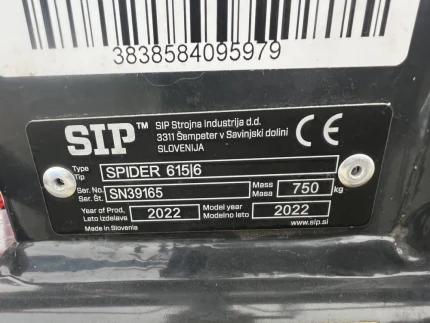 3838584095979
SIP™ SIP Strojna Industrija d.d.
3311 Šempeter v Savinjski dolini
SLOVENIJA
CE
Type
Tip
SPIDER 615|6
Ser. No.
Ser. Št.
SN39165
Mass
Masa
750 kg
Year of Prod.
Leto izdelave
2022
Model year
Modelno leto
2022
Made in Slovenia
www.sip.si